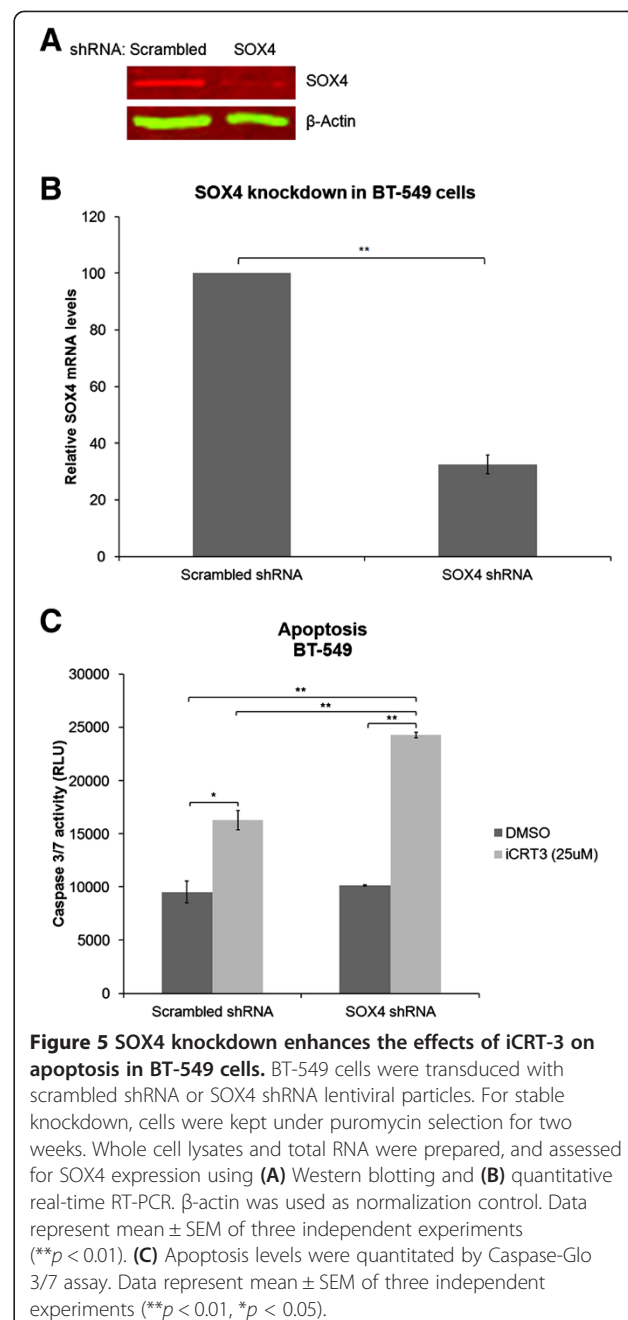 A
shRNA: Scrambled SOX4
SOX4
β-Actin
B
SOX4 knockdown in BT-549 cells
120
**
100
80
60
40
20
0
Relative SOX4 mRNA levels
Scrambled shRNA SOX4 shRNA
C
Apoptosis
BT-549
30000
**
**
25000
**
20000
*
15000
10000
5000
0
Caspase 3/7 activity (RLU)
DMSO
iCRT3 (25uM)
Scrambled shRNA SOX4 shRNA
Figure 5 SOX4 knockdown enhances the effects of iCRT-3 on
apoptosis in BT-549 cells. BT-549 cells were transduced with
scrambled shRNA or SOX4 shRNA lentiviral particles. For stable
knockdown, cells were kept under puromycin selection for two
weeks. Whole cell lysates and total RNA were prepared, and assessed
for SOX4 expression using (A) Western blotting and (B) quantitative
real-time RT-PCR. β-actin was used as normalization control. Data
represent mean ± SEM of three independent experiments
(**p < 0.01). (C) Apoptosis levels were quantitated by Caspase-Glo
3/7 assay. Data represent mean ± SEM of three independent
experiments (**p < 0.01, *p < 0.05).